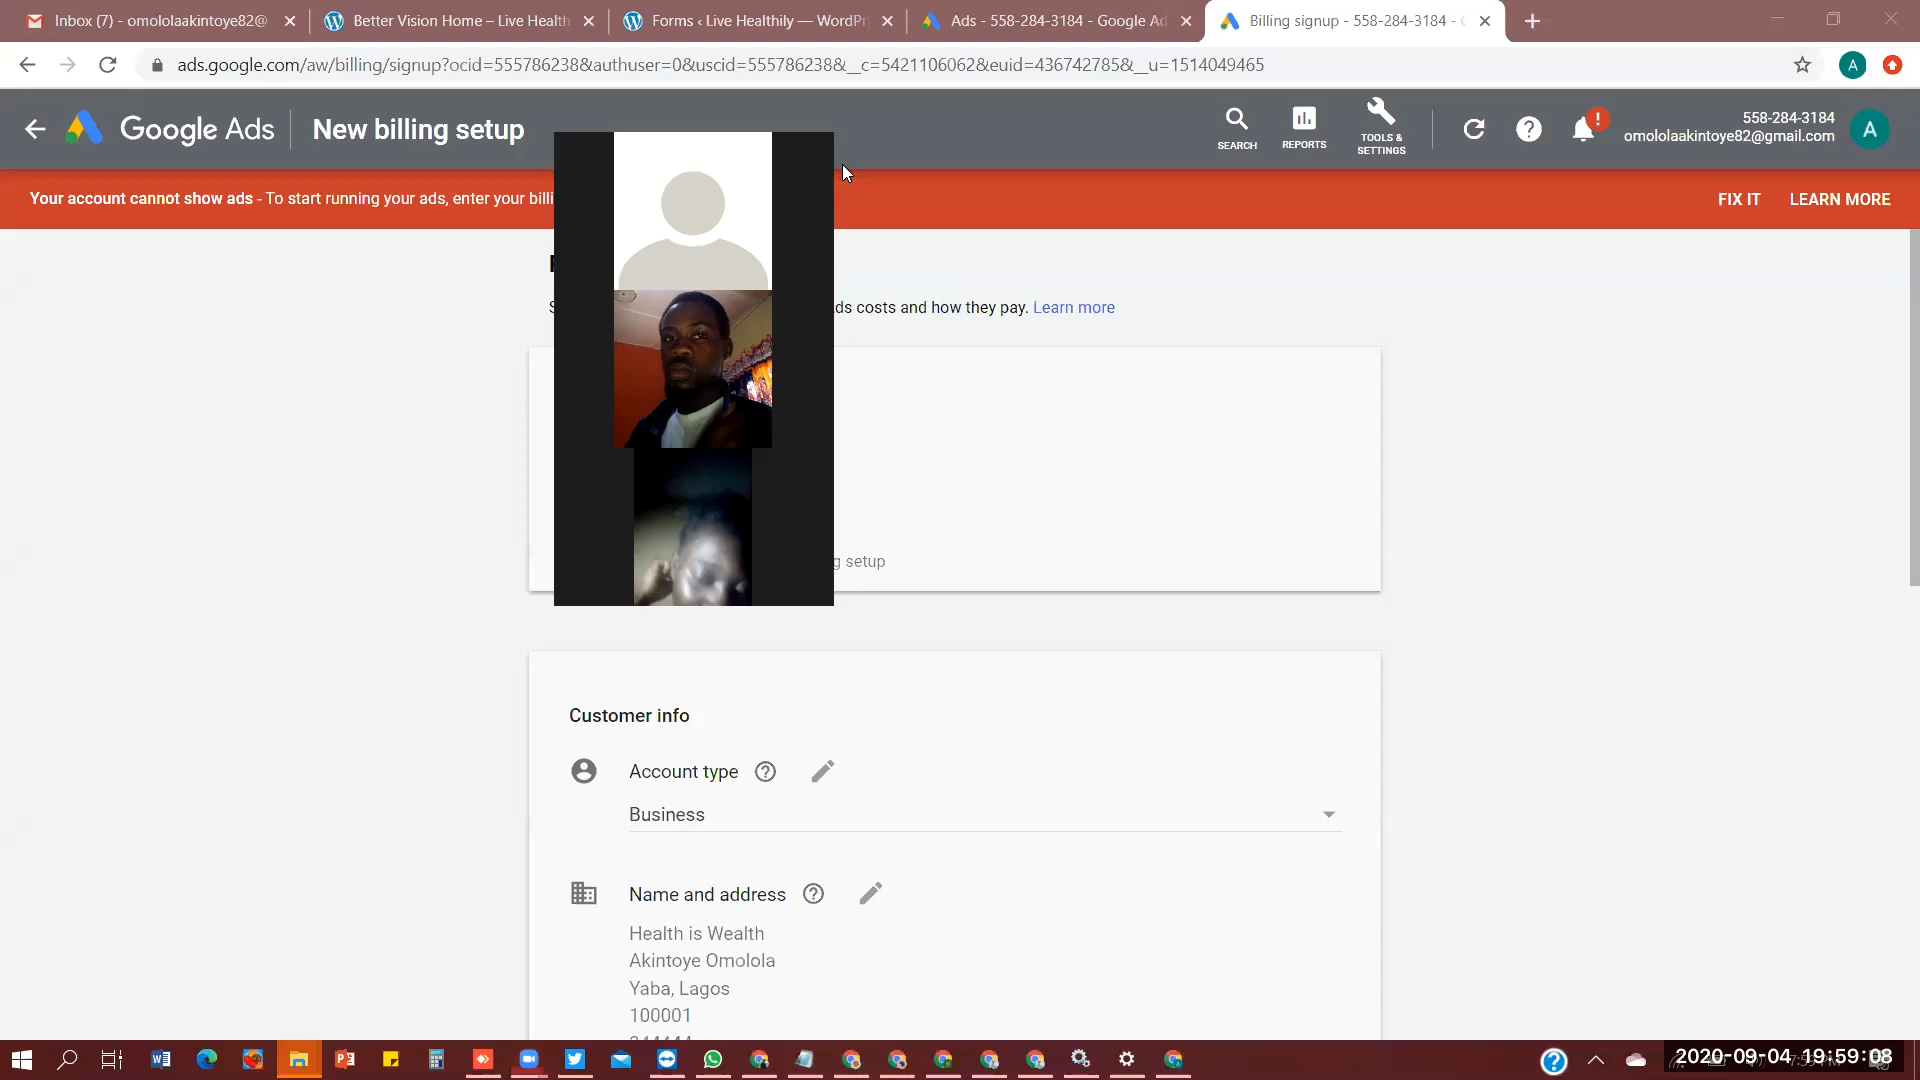 Inbox (7) - omololaakintoye82@
Better Vision Home – Live Health
Forms ‹ Live Healthily — WordPr
Ads - 558-284-3184 - Google Ad
Billing signup - 558-284-3184 -
ads.google.com/aw/billing/signup?ocid=555786238&authuser=0&uscid=555786238&__c=5421106062&euid=436742785&__u=1514049465
A
Google Ads
New billing setup
SEARCH
REPORTS
TOOLS &
SETTINGS
558-284-3184
omololaakintoye82@gmail.com
A
Your account cannot show ads - To start running your ads, enter your billi
FIX IT
LEARN MORE
ds costs and how they pay. Learn more
g setup
Customer info
Account type
Business
Name and address
Health is Wealth
Akintoye Omolola
Yaba, Lagos
100001
2020-09-04 19:59:08